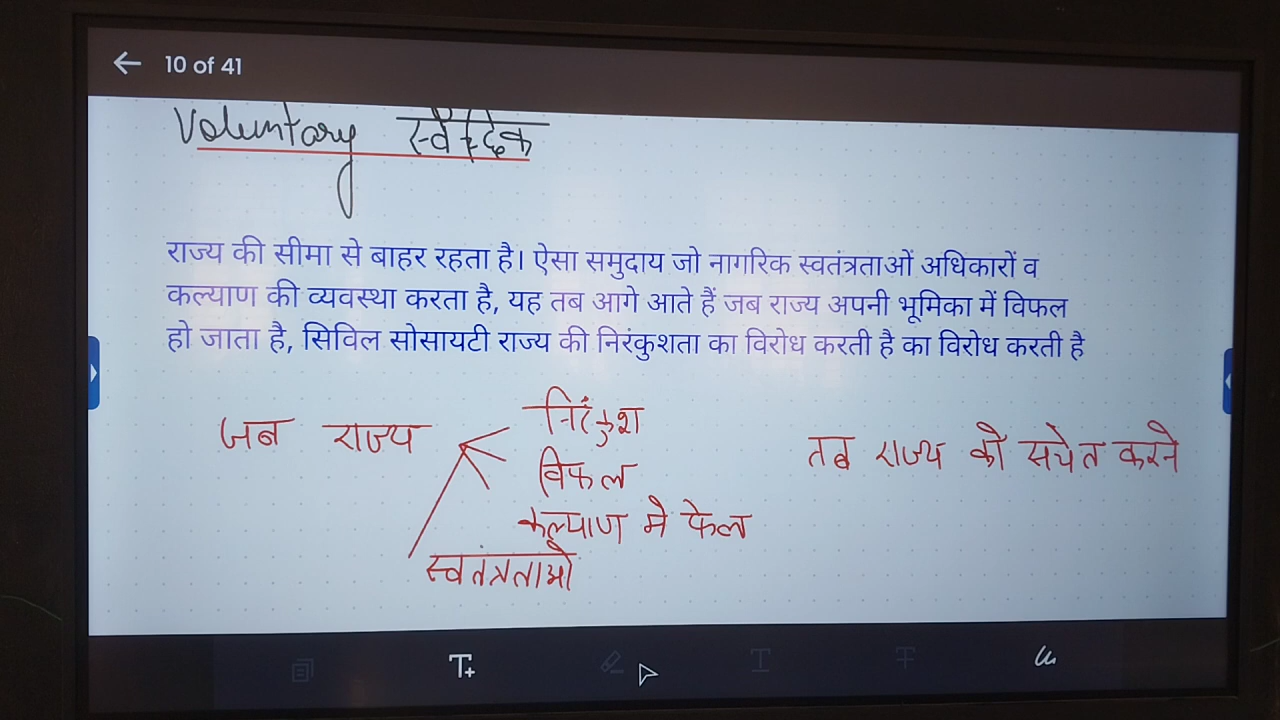 10 of 41
Voluntary स्वैच्छिक
राज्य की सीमा से बाहर रहता है। ऐसा समुदाय जो नागरिक स्वतंत्रताओं अधिकारों व
कल्याण की व्यवस्था करता है, यह तब आगे आते हैं जब राज्य अपनी भूमिका में विफल
हो जाता है, सिविल सोसायटी राज्य की निरंकुशता का विरोध करती है का विरोध करती है
जब राज्य
निरंकुश
विफल
कल्याण मे फेल
स्वतंत्रताओ
तब राज्य को सचेत करने